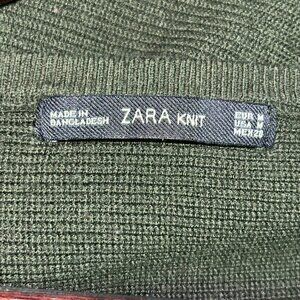 MADE IN
BANGLADESH
ZARA KNIT
EUR M
USA M
MEX 28